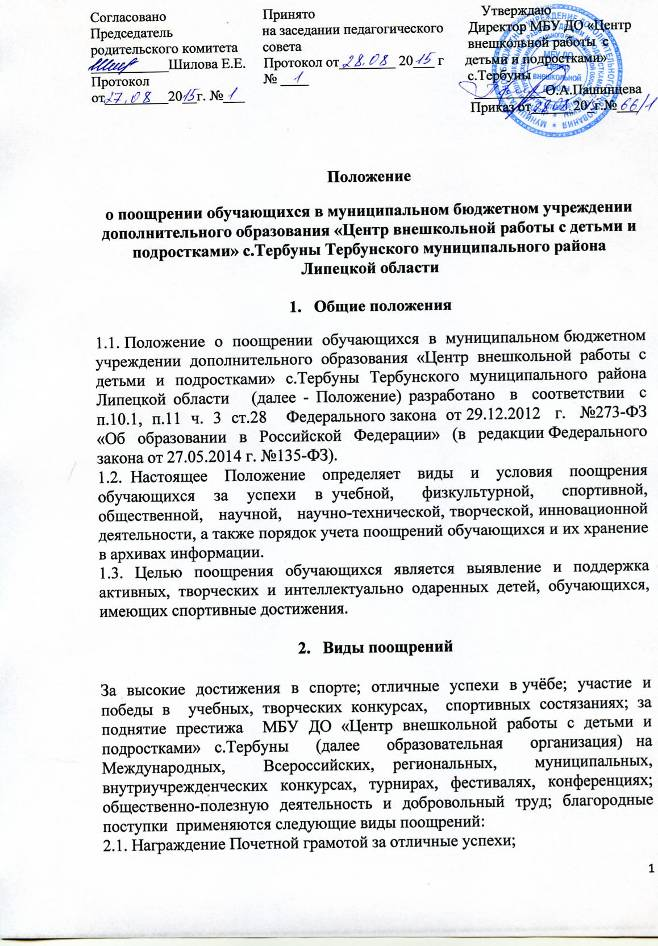 Согласовано
Председатель
родительского комитета
Шилова Е.Е.
Протокол
от 27.08 2015г. № 1
Принято
на заседании педагогического
совета
Протокол от 28.08 2015 г
№ 1
Утверждаю
Директор МБУ ДО «Центр
внешкольной работы с
детьми и подростками»
с.Тербуны
О.А.Пашинцева
Приказ от 28.08 20 г.№ 66/1
Положение
о поощрении обучающихся в муниципальном бюджетном учреждении
дополнительного образования «Центр внешкольной работы с детьми и
подростками» с.Тербуны Тербунского муниципального района
Липецкой области
1. Общие положения
1.1. Положение о поощрении обучающихся в муниципальном бюджетном
учреждении дополнительного образования «Центр внешкольной работы с
детьми и подростками» с.Тербуны Тербунского муниципального района
Липецкой области (далее - Положение) разработано в соответствии с
п.10.1, п.11 ч. 3 ст.28 Федерального закона от 29.12.2012 г. №273-ФЗ
«Об образовании в Российской Федерации» (в редакции Федерального
закона от 27.05.2014 г. №135-ФЗ).
1.2. Настоящее Положение определяет виды и условия поощрения
обучающихся за успехи в учебной, физкультурной, спортивной,
общественной, научной, научно-технической, творческой, инновационной
деятельности, а также порядок учета поощрений обучающихся и их хранение
в архивах информации.
1.3. Целью поощрения обучающихся является выявление и поддержка
активных, творческих и интеллектуально одаренных детей, обучающихся,
имеющих спортивные достижения.
2. Виды поощрений
За высокие достижения в спорте; отличные успехи в учёбе; участие и
победы в учебных, творческих конкурсах, спортивных состязаниях; за
поднятие престижа МБУ ДО «Центр внешкольной работы с детьми и
подростками» с.Тербуны (далее образовательная организация) на
Международных, Всероссийских, региональных, муниципальных,
внутриучрежденческих конкурсах, турнирах, фестивалях, конференциях;
общественно-полезную деятельность и добровольный труд; благородные
поступки применяются следующие виды поощрений:
2.1. Награждение Почетной грамотой за отличные успехи;
1